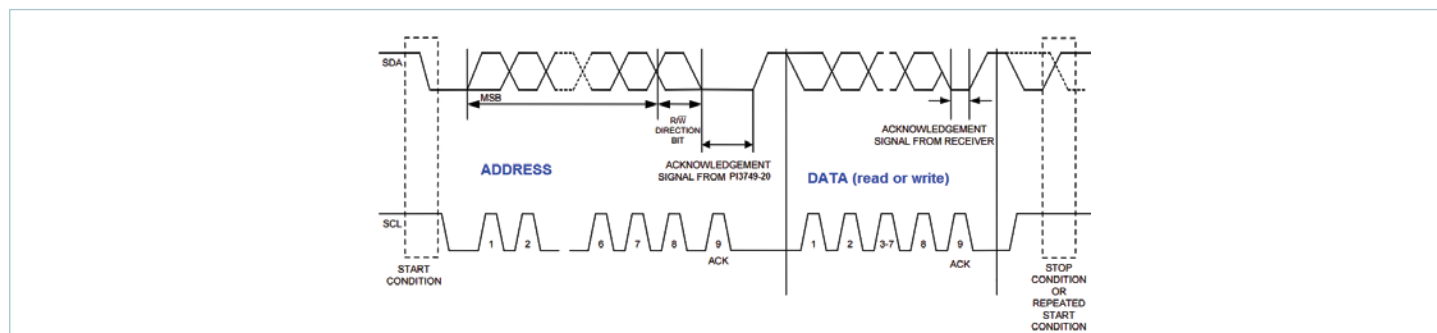 SDA
MSB
R/W̅
DIRECTION
BIT
ACKNOWLEDGEMENT
SIGNAL FROM PI3749-20
ACKNOWLEDGEMENT
SIGNAL FROM RECEIVER
ADDRESS
DATA (read or write)
SCL
1
2
6
7
8
9
ACK
1
2
3-7
8
9
ACK
START
CONDITION
STOP
CONDITION
OR
REPEATED
START
CONDITION